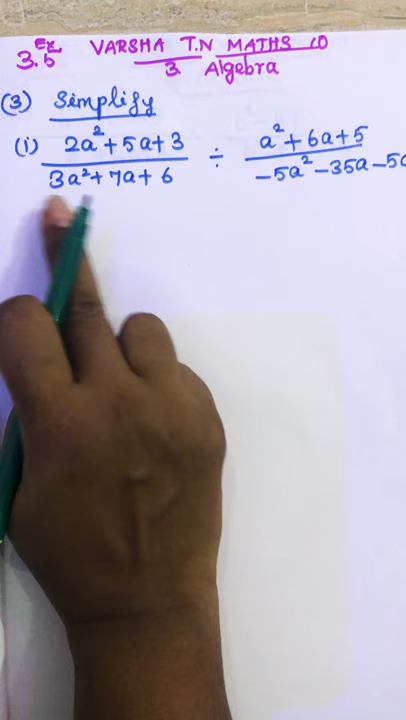 Ex 3.5 VARSHA T.N MATHS 10
3. Algebra
(3) Simplify
(i) 2a²+5a+3 / 3a²+7a+6 ÷ a²+6a+5 / -5a²-35a-